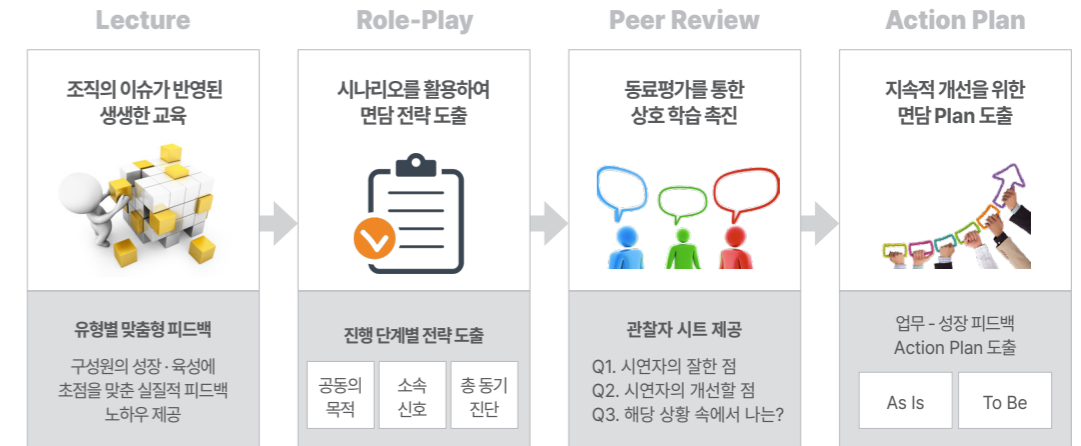 Lecture
조직의 이슈가 반영된
생생한 교육
유형별 맞춤형 피드백
구성원의 성장·육성에
초점을 맞춘 실질적 피드백
노하우 제공
Role-Play
시나리오를 활용하여
면담 전략 도출
진행 단계별 전략 도출
공동의
목적
소속
신호
총 동기
진단
Peer Review
동료평가를 통한
상호 학습 촉진
관찰자 시트 제공
Q1. 시연자의 잘한 점
Q2. 시연자의 개선할 점
Q3. 해당 상황 속에서 나는?
Action Plan
지속적 개선을 위한
면담 Plan 도출
업무 - 성장 피드백
Action Plan 도출
As Is
To Be